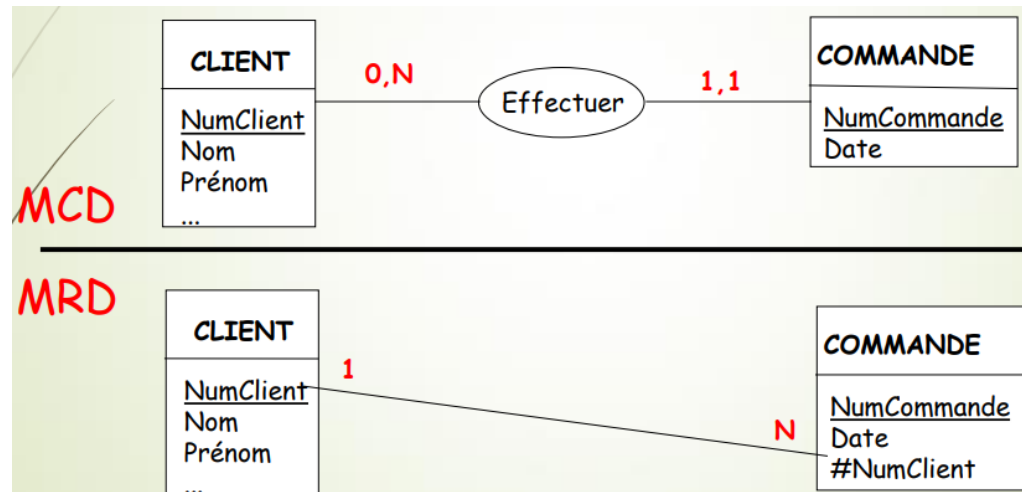 CLIENT
NumClient
Nom
Prénom
...
0,N
Effectuer
1,1
COMMANDE
NumCommande
Date
MCD
MRD
CLIENT
NumClient
Nom
Prénom
...
1
N
COMMANDE
NumCommande
Date
#NumClient